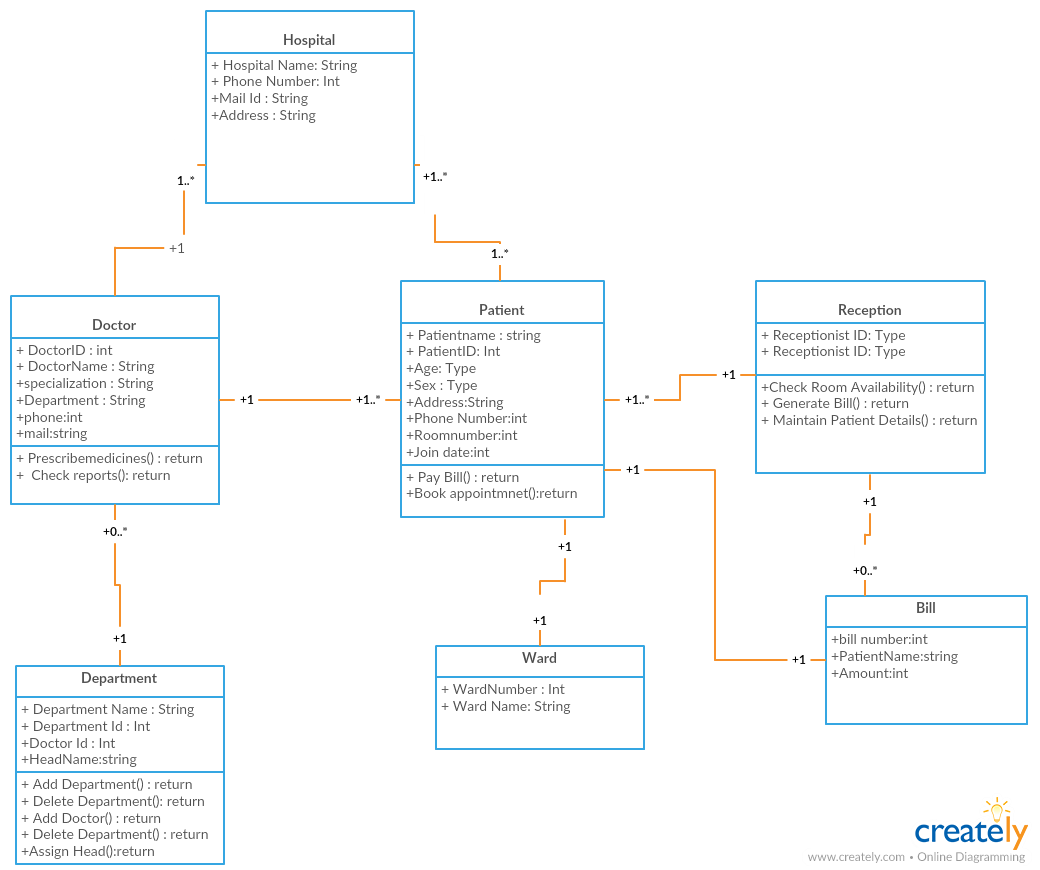 Hospital
+ Hospital Name: String
+ Phone Number: Int
+Mail Id : String
+Address : String
1..*
+1..*
+1
1..*
Doctor
+ DoctorID : int
+ DoctorName : String
+specialization : String
+Department : String
+phone:int
+mail:string
+ Prescribemedicines() : return
+  Check reports(): return
+1
+1..*
Patient
+ Patientname : string
+ PatientID: Int
+Age: Type
+Sex : Type
+Address:String
+Phone Number:int
+Roomnumber:int
+Join date:int
+ Pay Bill() : return
+Book appointmnet():return
+1..*
+1
Reception
+ Receptionist ID: Type
+ Receptionist ID: Type
+Check Room Availability() : return
+ Generate Bill() : return
+ Maintain Patient Details() : return
+1
+1
+0..*
+1
+0..*
+1
+1
+1
Department
+ Department Name : String
+ Department Id : Int
+Doctor Id : Int
+HeadName:string
+ Add Department() : return
+ Delete Department(): return
+ Add Doctor() : return
+ Delete Department() : return
+Assign Head():return
Ward
+ WardNumber : Int
+ Ward Name: String
Bill
+bill number:int
+PatientName:string
+Amount:int
creately
www.creately.com • Online Diagramming